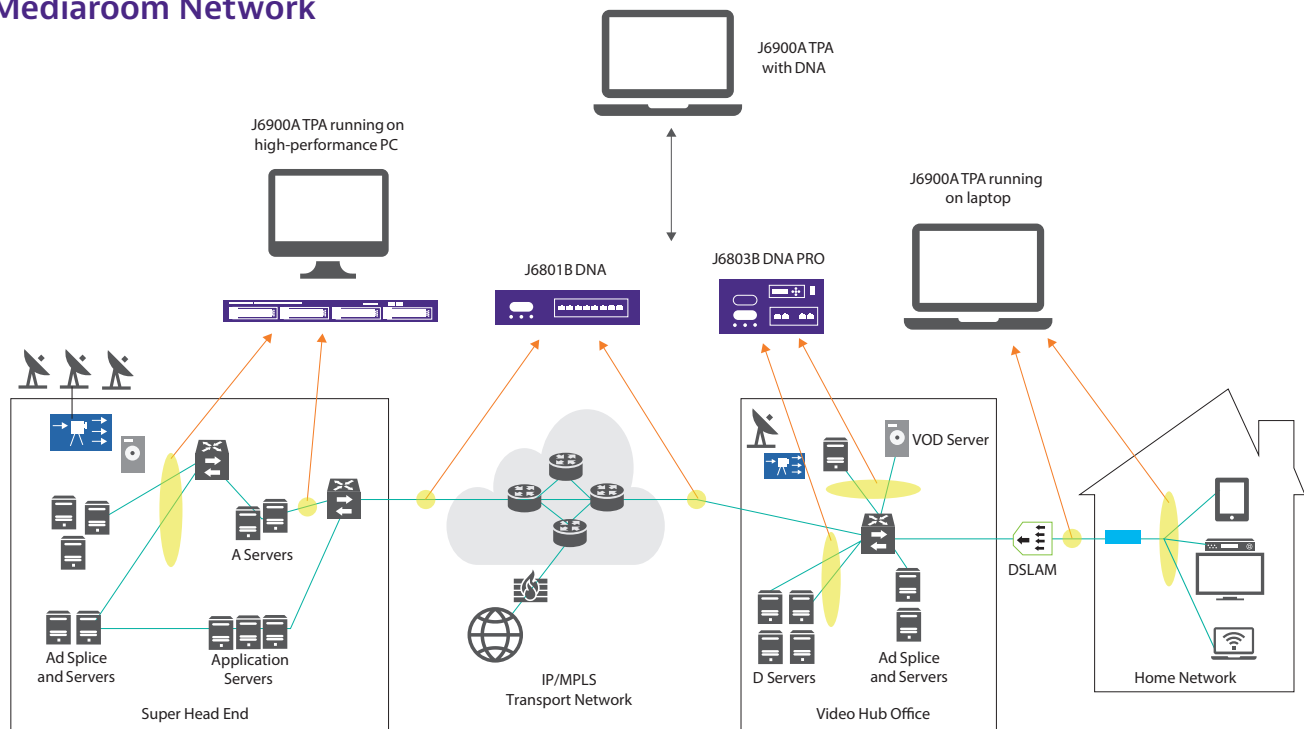 Mediaroom Network
J6900A TPA
with DNA
J6900A TPA running on
high-performance PC
J6900A TPA running
on laptop
J6801B DNA
J6803B DNA PRO
VOD Server
A Servers
DSLAM
Ad Splice
and Servers
Application
Servers
IP/MPLS
Transport Network
D Servers
Ad Splice
and Servers
Home Network
Super Head End
Video Hub Office